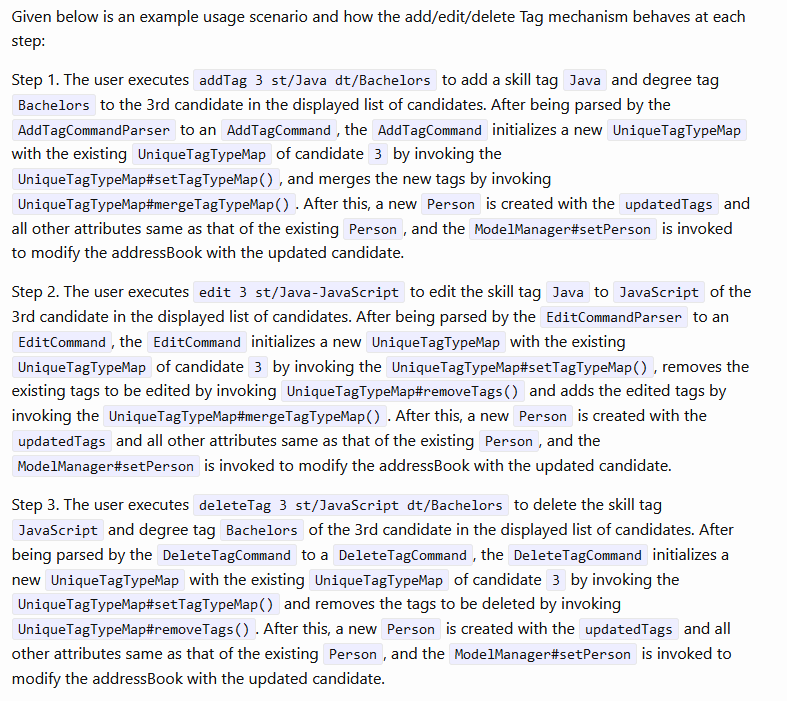 Given below is an example usage scenario and how the add/edit/delete Tag mechanism behaves at each
step:
Step 1. The user executes addTag 3 st/Java dt/Bachelors to add a skill tag Java and degree tag
Bachelors to the 3rd candidate in the displayed list of candidates. After being parsed by the
AddTagCommandParser to an AddTagCommand, the AddTagCommand initializes a new UniqueTagTypeMap
with the existing UniqueTagTypeMap of candidate 3 by invoking the
UniqueTagTypeMap#setTagTypeMap(), and merges the new tags by invoking
UniqueTagTypeMap#mergeTagTypeMap(). After this, a new Person is created with the updatedTags and
all other attributes same as that of the existing Person, and the ModelManager#setPerson is invoked
to modify the addressBook with the updated candidate.
Step 2. The user executes edit 3 st/Java-JavaScript to edit the skill tag Java to JavaScript of the
3rd candidate in the displayed list of candidates. After being parsed by the EditCommandParser to an
EditCommand, the EditCommand initializes a new UniqueTagTypeMap with the existing
UniqueTagTypeMap of candidate 3 by invoking the UniqueTagTypeMap#setTagTypeMap(), removes the
existing tags to be edited by invoking UniqueTagTypeMap#removeTags() and adds the edited tags by
invoking the UniqueTagTypeMap#mergeTagTypeMap(). After this, a new Person is created with the
updatedTags and all other attributes same as that of the existing Person, and the
ModelManager#setPerson is invoked to modify the addressBook with the updated candidate.
Step 3. The user executes deleteTag 3 st/JavaScript dt/Bachelors to delete the skill tag
JavaScript and degree tag Bachelors of the 3rd candidate in the displayed list of candidates. After
being parsed by the DeleteTagCommand to a DeleteTagCommand, the DeleteTagCommand initializes a
new UniqueTagTypeMap with the existing UniqueTagTypeMap of candidate 3 by invoking the
UniqueTagTypeMap#setTagTypeMap() and removes the tags to be deleted by invoking
UniqueTagTypeMap#removeTags(). After this, a new Person is created with the updatedTags and all
other attributes same as that of the existing Person, and the ModelManager#setPerson is invoked to
modify the addressBook with the updated candidate.